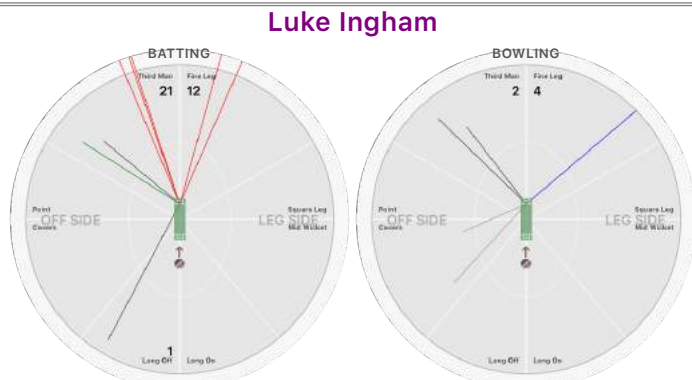 Luke Ingham
BATTING
Third Man
Fine Leg
21
12
Point
OFF SIDE
Covers
Square Leg
LEG SIDE
Mid Wicket
1
Long Off
Long On
BOWLING
Third Man
Fine Leg
2
4
Point
OFF SIDE
Covers
Square Leg
LEG SIDE
Mid Wicket
Long Off
Long On